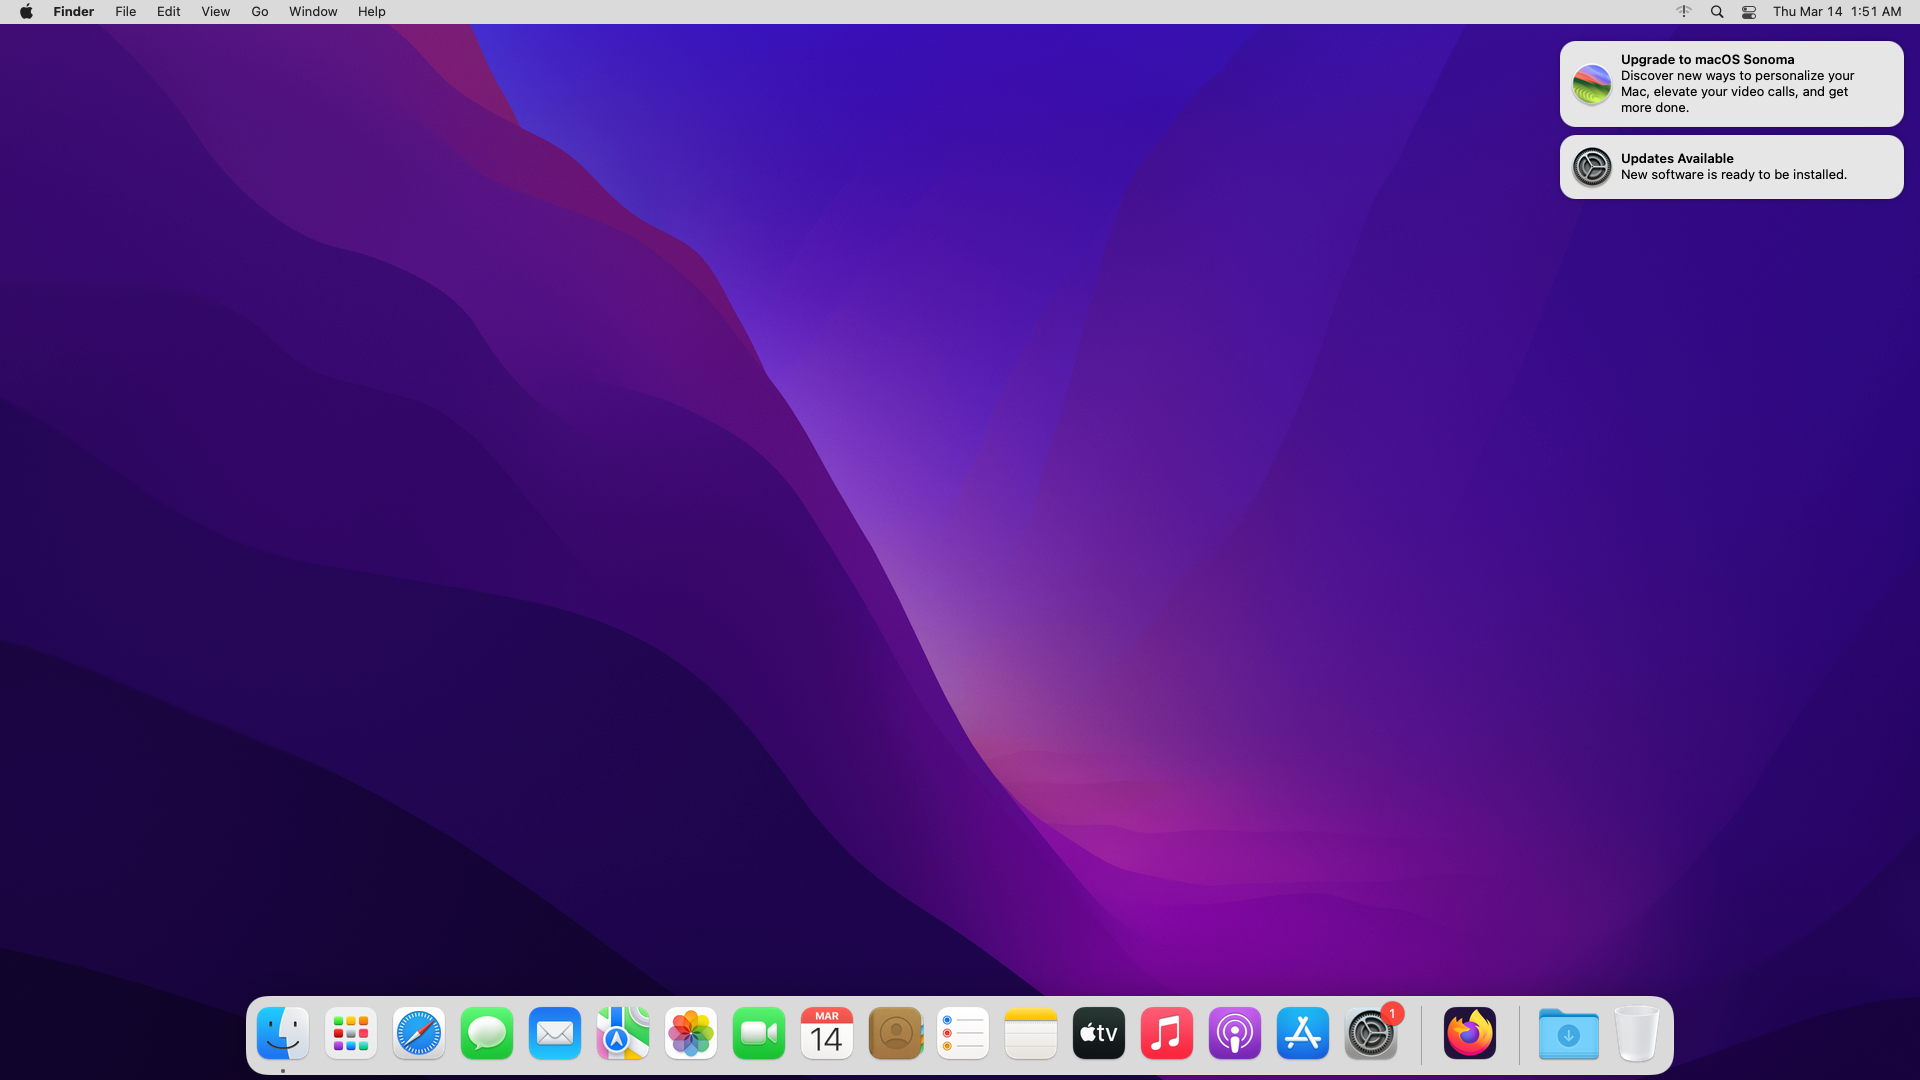 Finder File Edit View Go Window Help
Thu Mar 14 1:51 AM
Upgrade to macOS Sonoma
Discover new ways to personalize your
Mac, elevate your video calls, and get
more done.
Updates Available
New software is ready to be installed.
MAR
14
tv
1